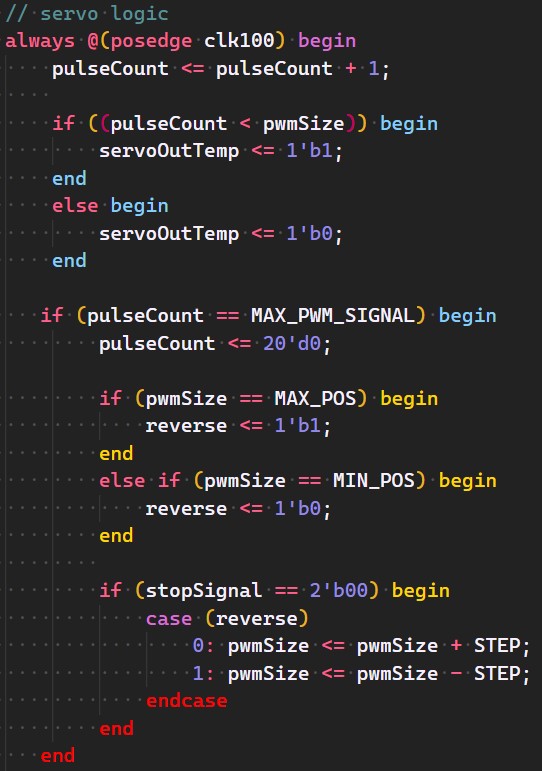 // servo logic
always @(posedge clk100) begin
    pulseCount <= pulseCount + 1;
    if ((pulseCount < pwmSize)) begin
        servoOutTemp <= 1'b1;
    end
    else begin
        servoOutTemp <= 1'b0;
    end
   if (pulseCount == MAX_PWM_SIGNAL) begin
        pulseCount <= 20'd0;
        if (pwmSize == MAX_POS) begin
            reverse <= 1'b1;
        end
        else if (pwmSize == MIN_POS) begin
            reverse <= 1'b0;
        end
        if (stopSignal == 2'b00) begin
            case (reverse)
                0: pwmSize <= pwmSize + STEP;
                1: pwmSize <= pwmSize - STEP;
            endcase
        end
   end